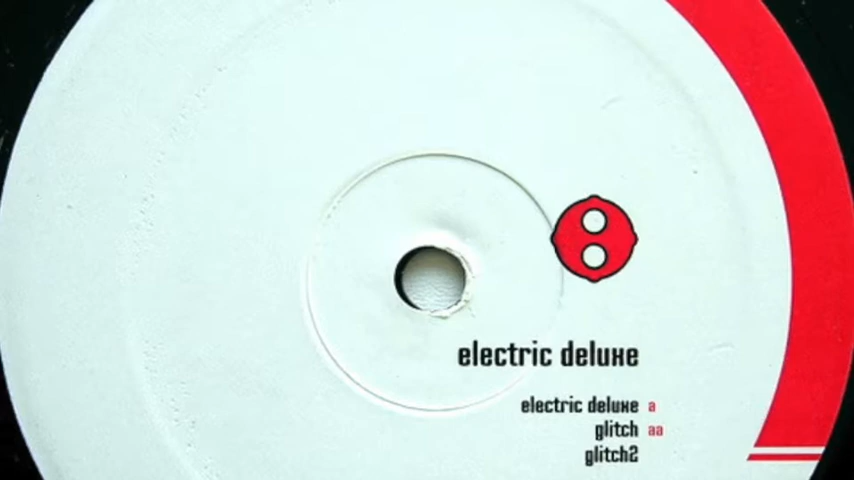 electric deluxe
electric deluxe a
glitch aa
glitch2